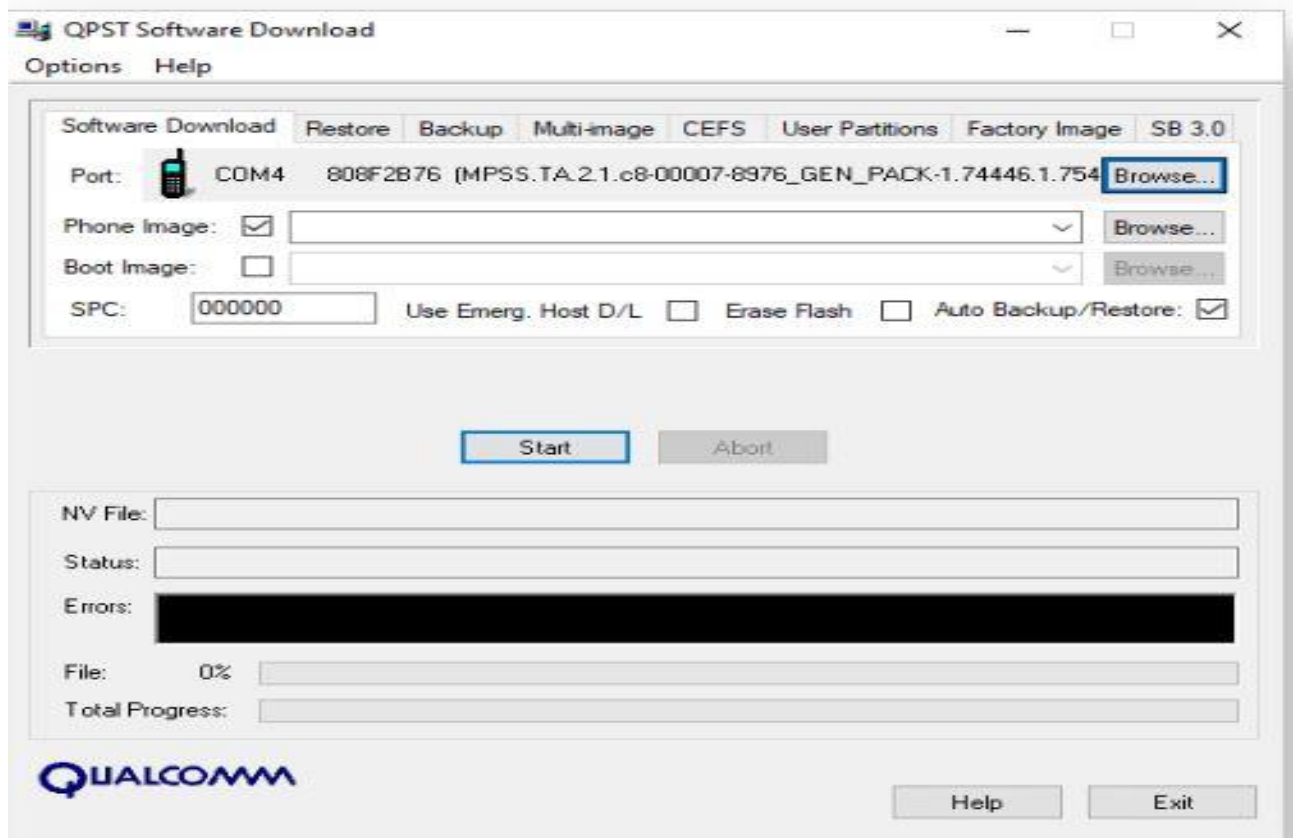 QPST Software Download
Options Help
Software Download Restore Backup Multi-image CEFS User Partitions Factory Image SB 3.0
Port: COM4 808F2B76 (MPSS.TA.2.1.c8-00007-8976_GEN_PACK-1.74446.1.754 Browse...
Phone Image: Browse...
Boot Image: Browse...
SPC: 000000 Use Emerg. Host D/L Erase Flash Auto Backup/Restore:
Start Abort
NV File:
Status:
Errors:
File: 0%
Total Progress:
QUALCOMM
Help Exit